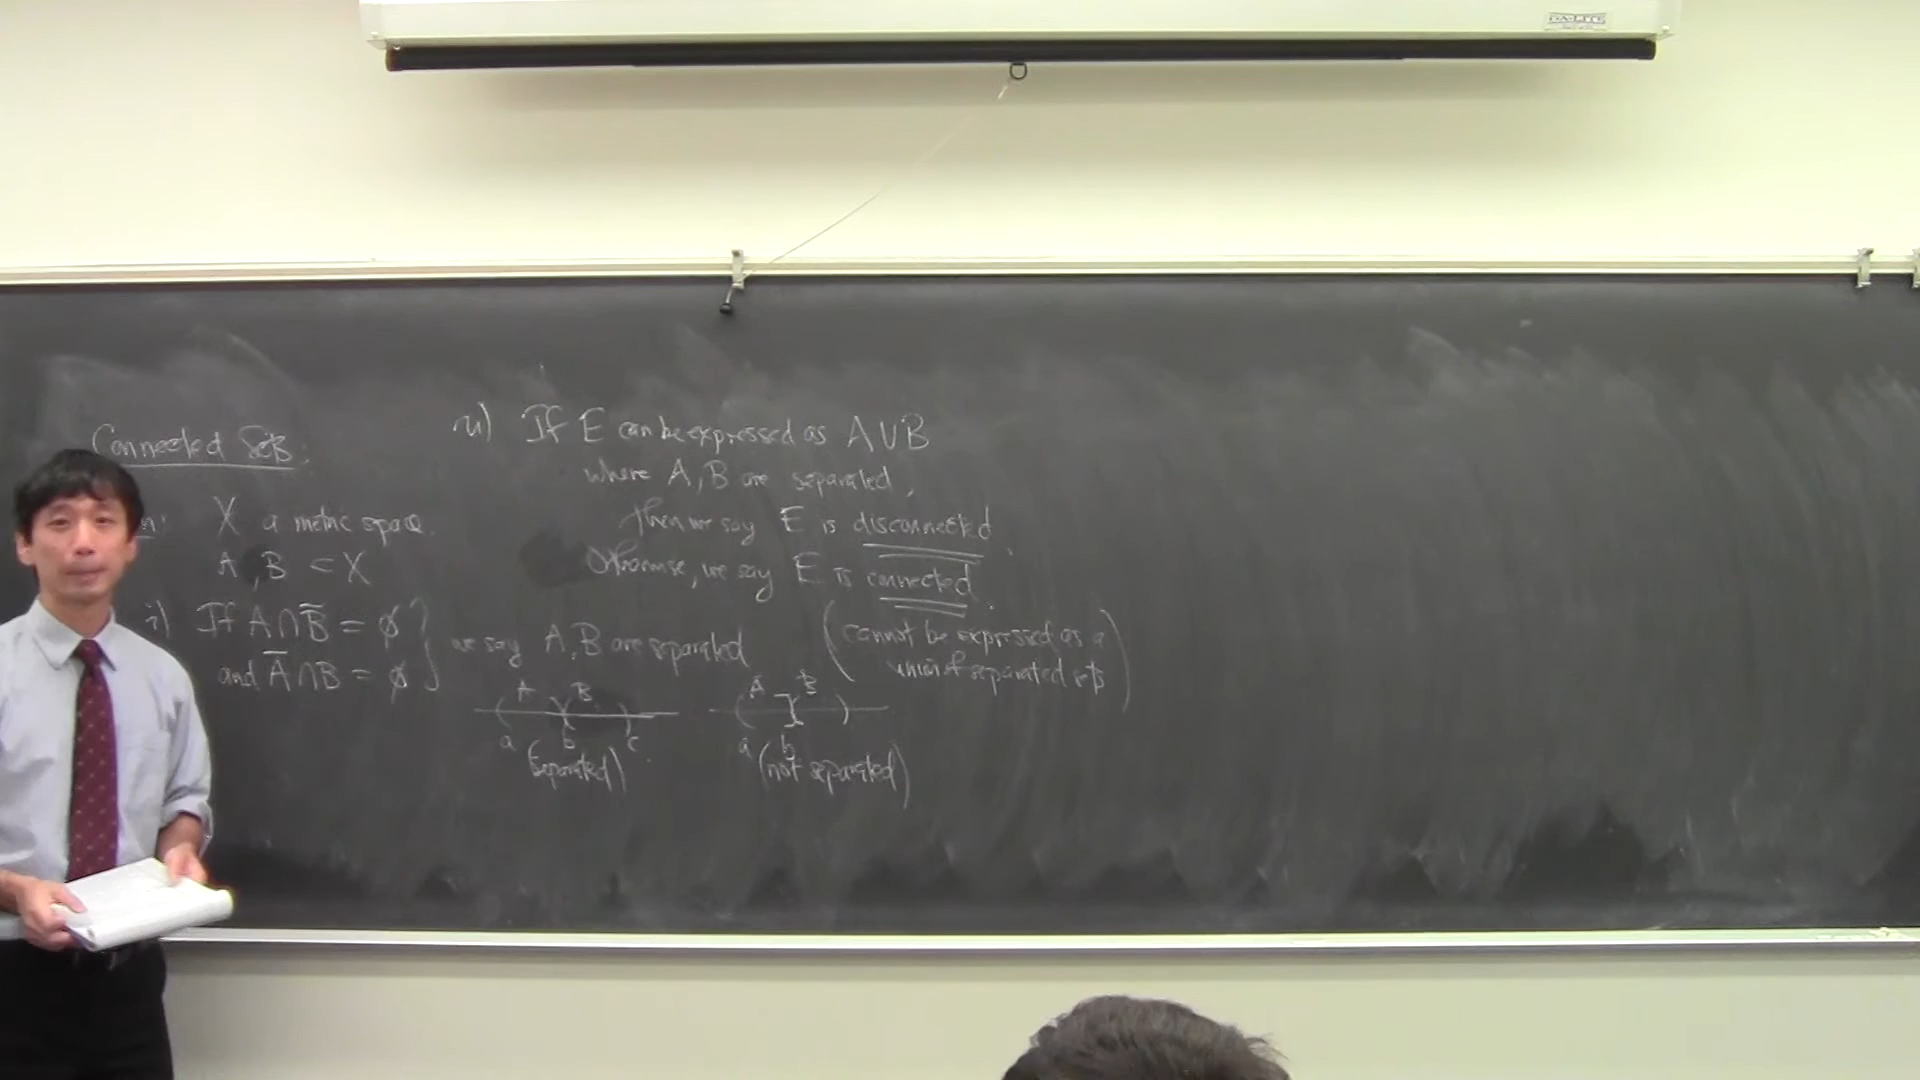 Connected Sets:
X a metric space.
A, B ⊂ X
i) If A ∩ B̅ = ∅
and A̅ ∩ B = ∅
we say A, B are separated
A B
a b c
(separated)
A B
a b
(not separated)
ii) If E can be expressed as A ∪ B
where A, B are separated,
then we say E is disconnected.
Otherwise, we say E is connected.
(cannot be expressed as a
union of separated sets)